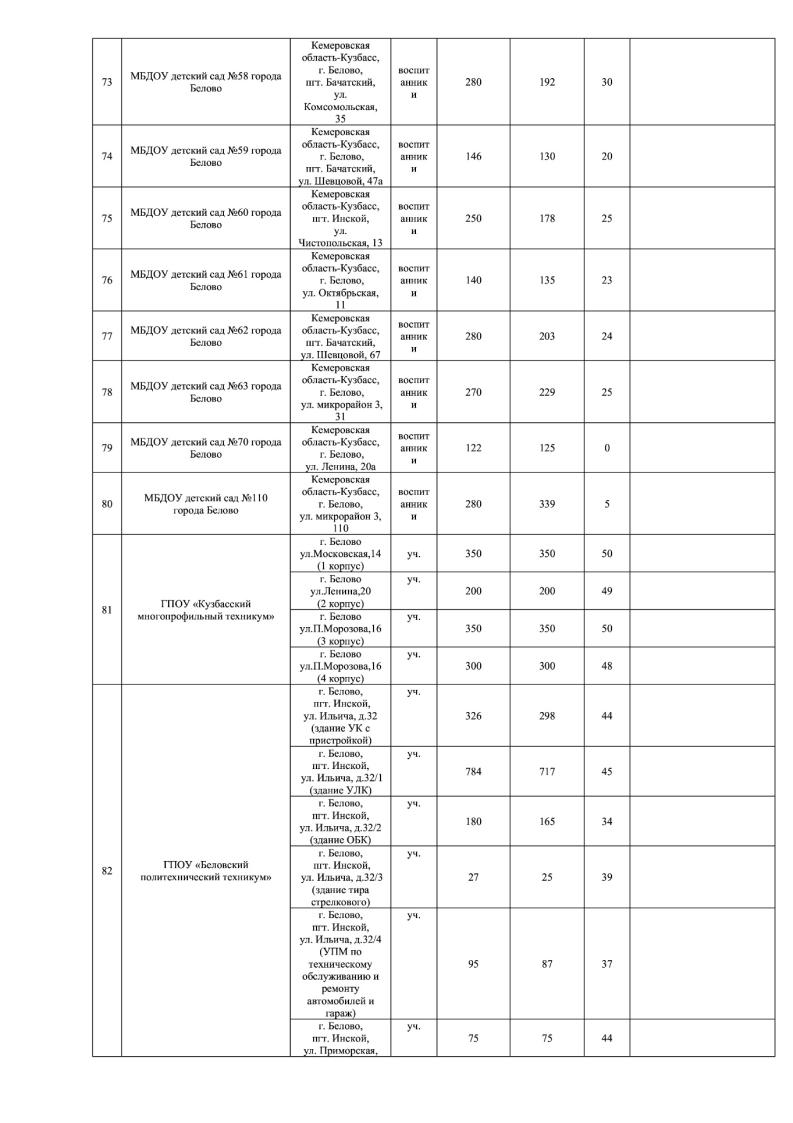 73
МБДОУ детский сад №58 города
Белово
Кемеровская
область-Кузбасс,
г. Белово,
пгт. Бачатский,
ул.
Комсомольская,
35
воспит
анник
и
280
192
30
74
МБДОУ детский сад №59 города
Белово
Кемеровская
область-Кузбасс,
г. Белово,
пгт. Бачатский,
ул. Шевцовой, 47а
воспит
анник
и
146
130
20
75
МБДОУ детский сад №60 города
Белово
Кемеровская
область-Кузбасс,
пгт. Инской,
ул.
Чистопольская, 13
воспит
анник
и
250
178
25
76
МБДОУ детский сад №61 города
Белово
Кемеровская
область-Кузбасс,
г. Белово,
ул. Октябрьская,
11
воспит
анник
и
140
135
23
77
МБДОУ детский сад №62 города
Белово
Кемеровская
область-Кузбасс,
пгт. Бачатский,
ул. Шевцовой, 67
воспит
анник
и
280
203
24
78
МБДОУ детский сад №63 города
Белово
Кемеровская
область-Кузбасс,
г. Белово,
ул. микрорайон 3,
31
воспит
анник
и
270
229
25
79
МБДОУ детский сад №70 города
Белово
Кемеровская
область-Кузбасс,
г. Белово,
ул. Ленина, 20а
воспит
анник
и
122
125
0
80
МБДОУ детский сад №110
города Белово
Кемеровская
область-Кузбасс,
г. Белово,
ул. микрорайон 3,
110
воспит
анник
и
280
339
5
81
ГПОУ «Кузбасский
многопрофильный техникум»
г. Белово
ул.Московская,14
(1 корпус)
уч.
350
350
50
г. Белово
ул.Ленина,20
(2 корпус)
уч.
200
200
49
г. Белово
ул.П.Морозова,16
(3 корпус)
уч.
350
350
50
г. Белово
ул.П.Морозова,16
(4 корпус)
уч.
300
300
48
82
ГПОУ «Беловский
политехнический техникум»
г. Белово,
пгт. Инской,
ул. Ильича, д.32
(здание УК с
пристройкой)
уч.
326
298
44
г. Белово,
пгт. Инской,
ул. Ильича, д.32/1
(здание УЛК)
уч.
784
717
45
г. Белово,
пгт. Инской,
ул. Ильича, д.32/2
(здание ОБК)
уч.
180
165
34
г. Белово,
пгт. Инской,
ул. Ильича, д.32/3
(здание тира
стрелкового)
уч.
27
25
39
г. Белово,
пгт. Инской,
ул. Ильича, д.32/4
(УПМ по
техническому
обслуживанию и
ремонту
автомобилей и
гараж)
уч.
95
87
37
г. Белово,
пгт. Инской,
ул. Приморская,
уч.
75
75
44